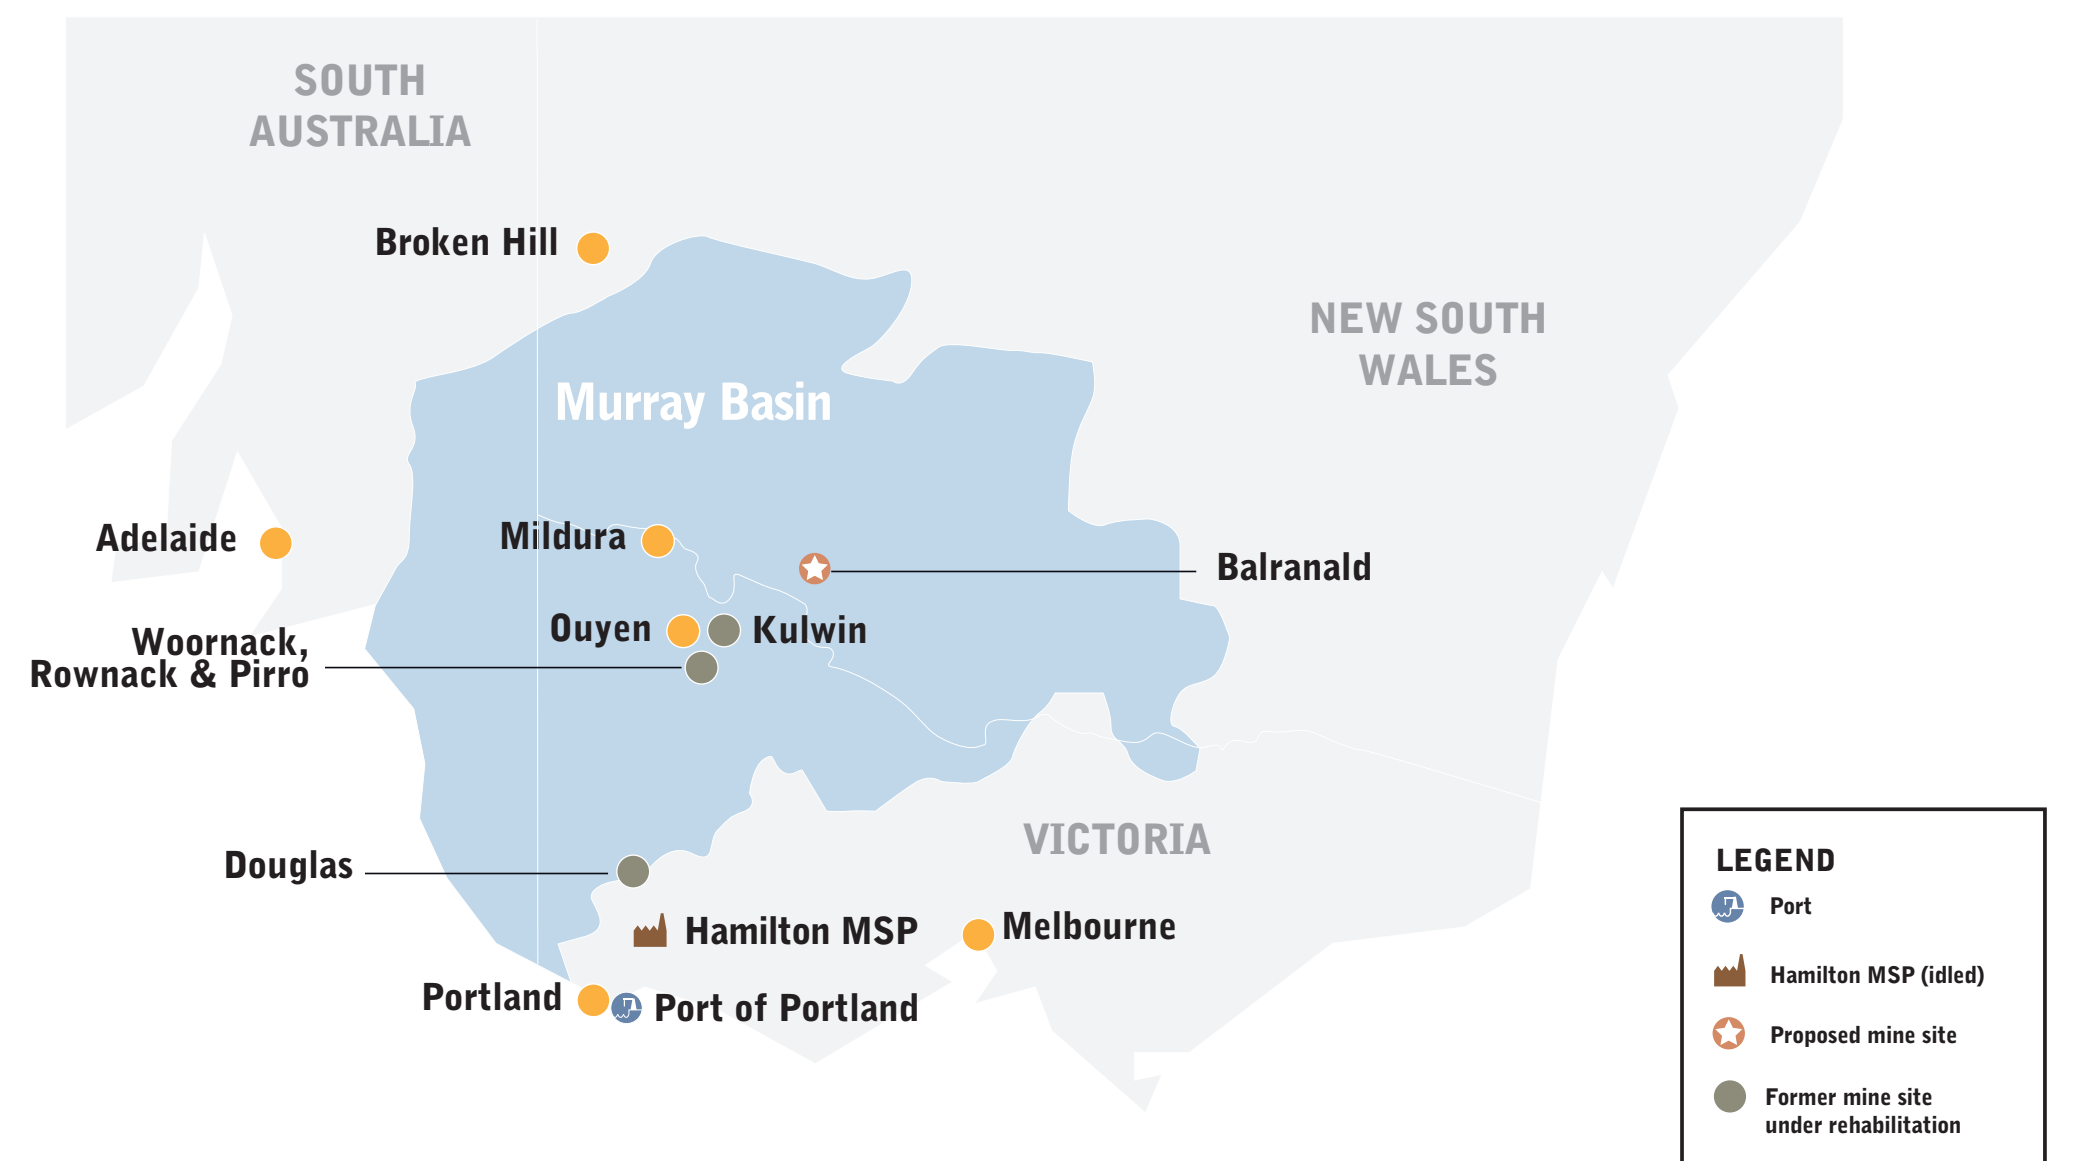 SOUTH
AUSTRALIA
Broken Hill
NEW SOUTH
WALES
Murray Basin
Adelaide
Mildura
Balranald
Ouyen
Kulwin
Woornack,
Rownack & Pirro
VICTORIA
Douglas
Hamilton MSP
Melbourne
Portland
Port of Portland
LEGEND
Port
Hamilton MSP (idled)
Proposed mine site
Former mine site
under rehabilitation